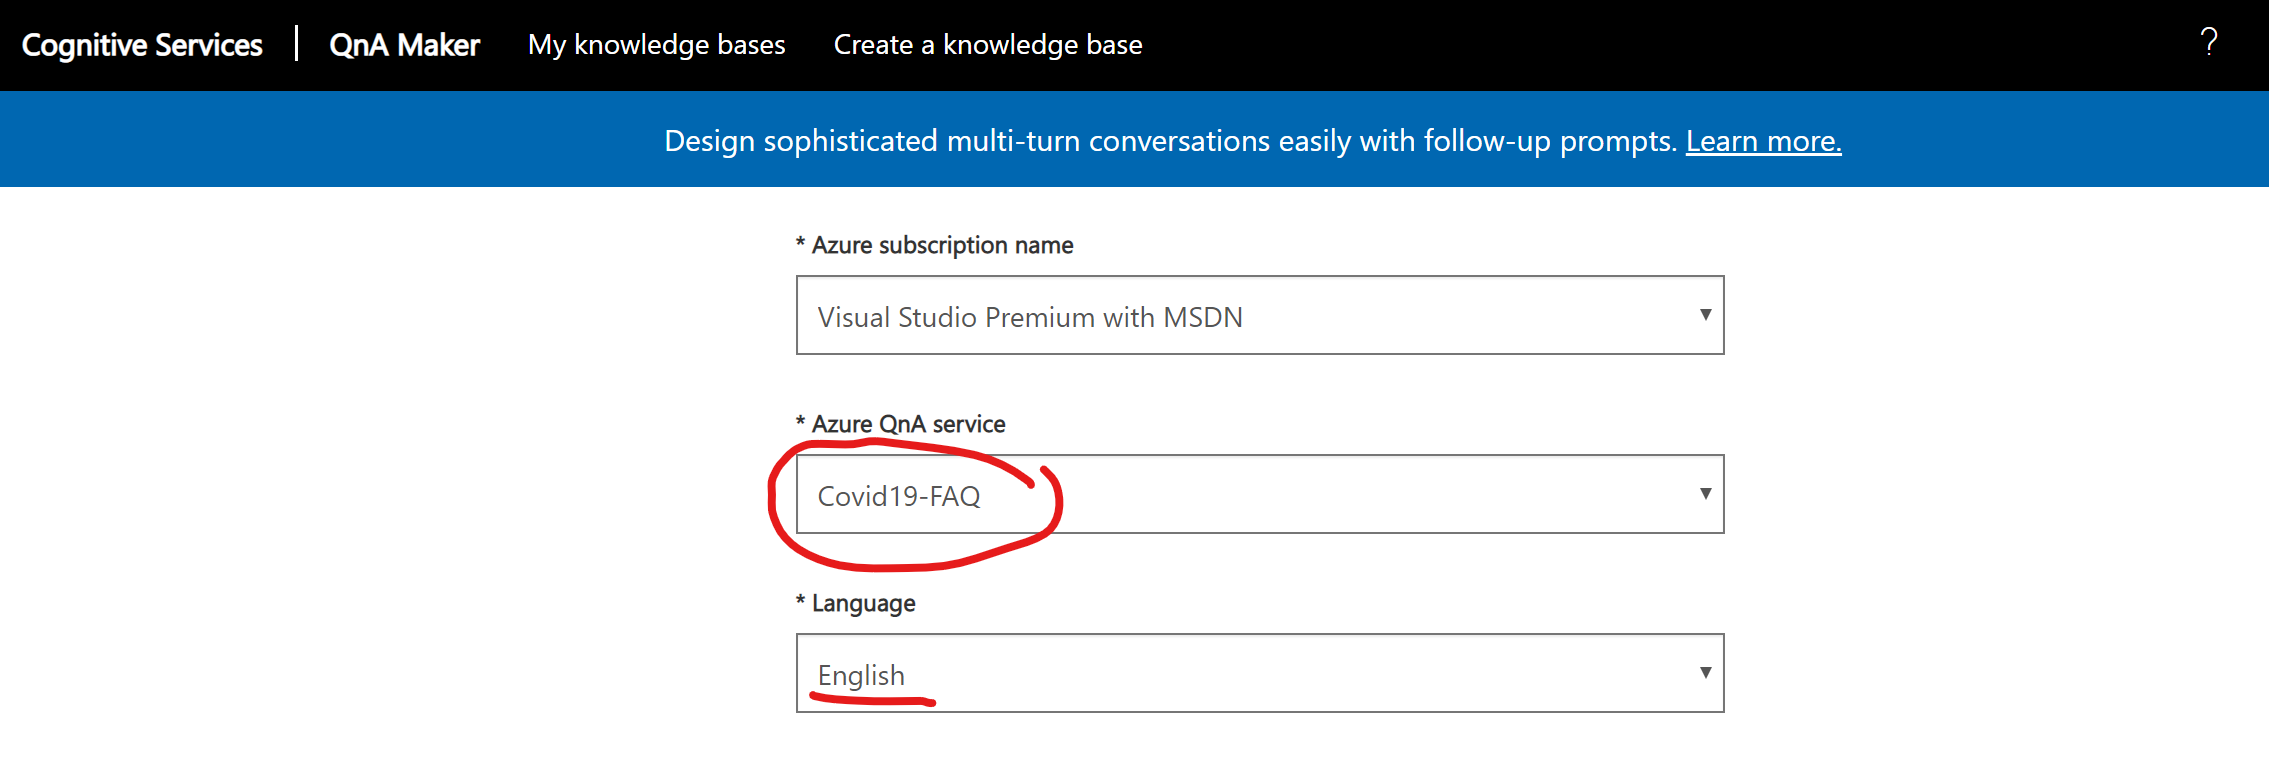 Cognitive Services | QnA Maker My knowledge bases Create a knowledge base ?
Design sophisticated multi-turn conversations easily with follow-up prompts. Learn more.
* Azure subscription name
Visual Studio Premium with MSDN
* Azure QnA service
Covid19-FAQ
* Language
English